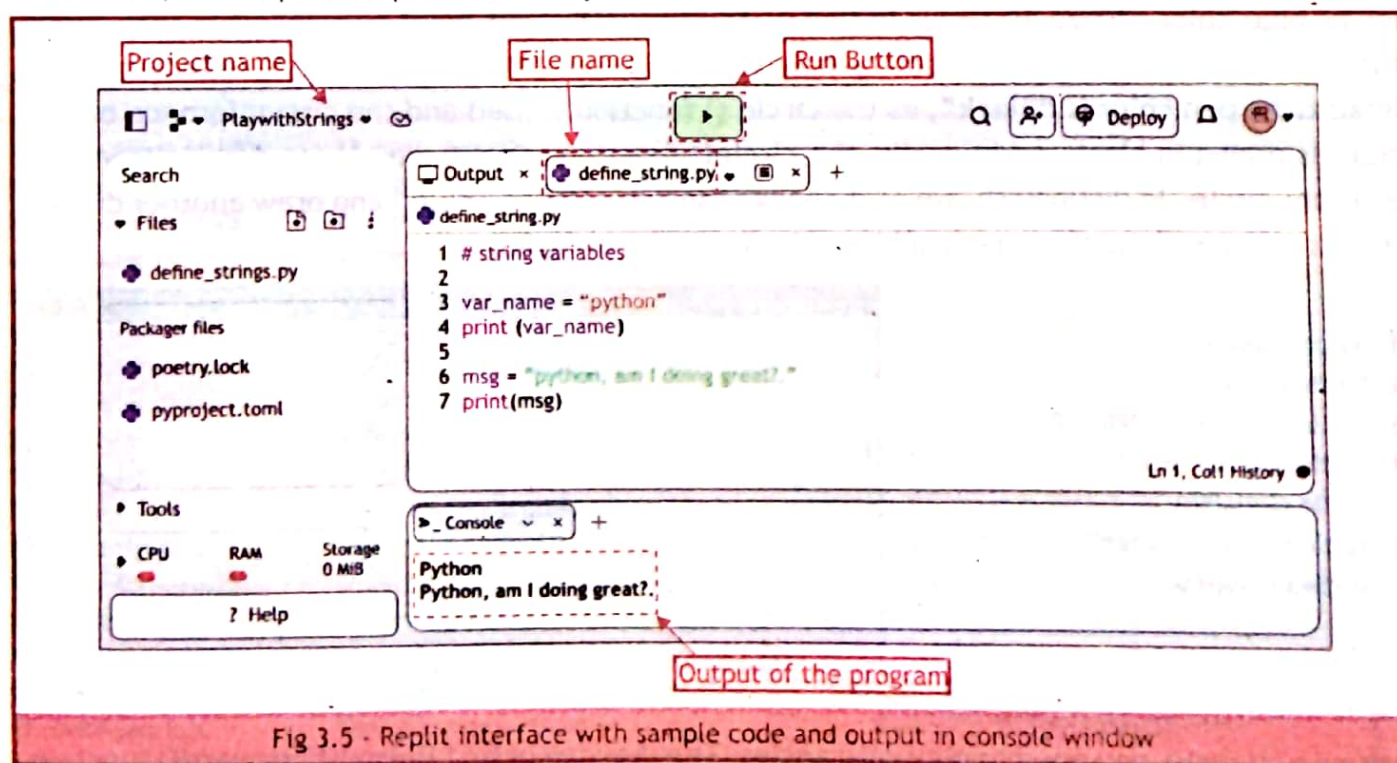 Project name
File name
Run Button
PlaywithStrings
Deploy
Search
Files
define_strings.py
Packager files
poetry.lock
pyproject.toml
Tools
CPU RAM Storage
0 MiB
? Help
Output × define_string.py × +
define_string.py
1 # string variables
2
3 var_name = "python"
4 print (var_name)
5
6 msg = "python, am I doing great?."
7 print(msg)
Ln 1, Col1 History
>_ Console × +
Python
Python, am I doing great?.
Output of the program
Fig 3.5 - Replit interface with sample code and output in console window